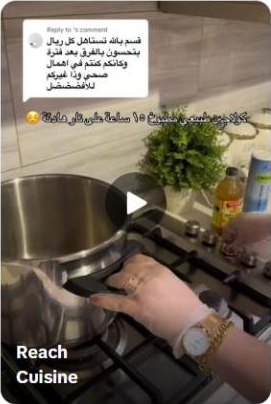 Reply to 's comment
قسم بالله تستاهل كل ريال
بتحسون بالفرق بعد فترة
وكأنكم كنتم في اهمال
صحي وذا غيركم
للافضضضل
كولاجين طبيعي مطبوخ ١٥ ساعة على نار هادئة ☺️
Reach
Cuisine